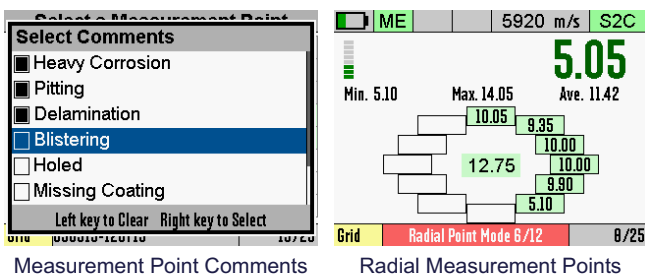 Select a Measurement Point
Select Comments
Heavy Corrosion
Pitting
Delamination
Blistering
Holed
Missing Coating
Left key to Clear Right key to Select
Measurement Point Comments
ME 5920 m/s S2C
5.05
Min. 5.10 Max. 14.05 Ave. 11.42
10.05
9.35
10.00
12.75 10.00
9.90
5.10
Grid Radial Point Mode 6/12 8/25
Radial Measurement Points